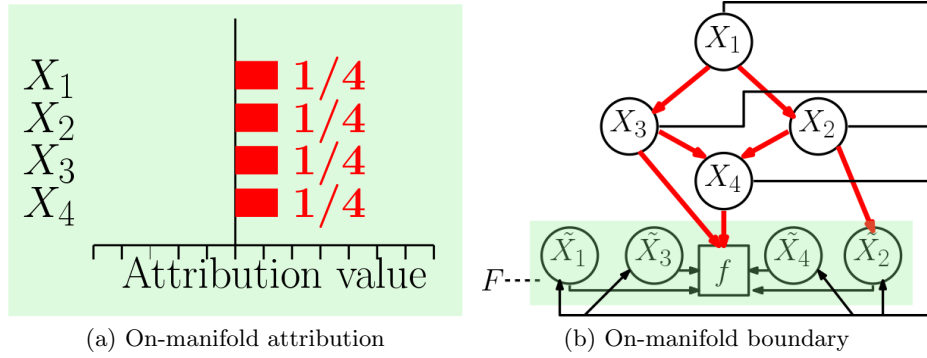 X₁ 1/4
X₂ 1/4
X₃ 1/4
X₄ 1/4
Attribution value
(a) On-manifold attribution
X₁
X₃ X₂
X₄
X̃₁ X̃₃ f X̃₄ X̃₂
F
(b) On-manifold boundary